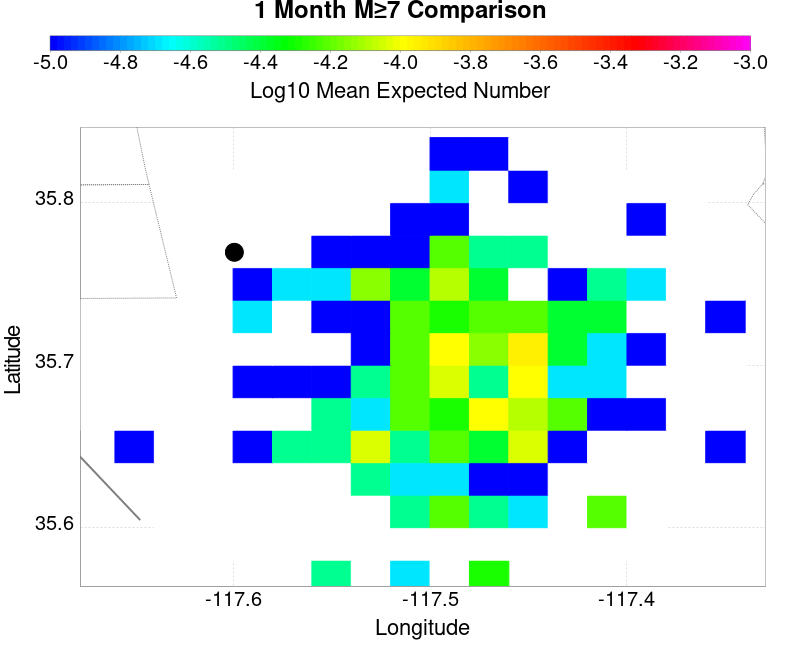 1 Month M≥7 Comparison
-5.0 -4.8 -4.6 -4.4 -4.2 -4.0 -3.8 -3.6 -3.4 -3.2 -3.0
Log10 Mean Expected Number
35.8
35.7
35.6
Latitude
-117.6 -117.5 -117.4
Longitude